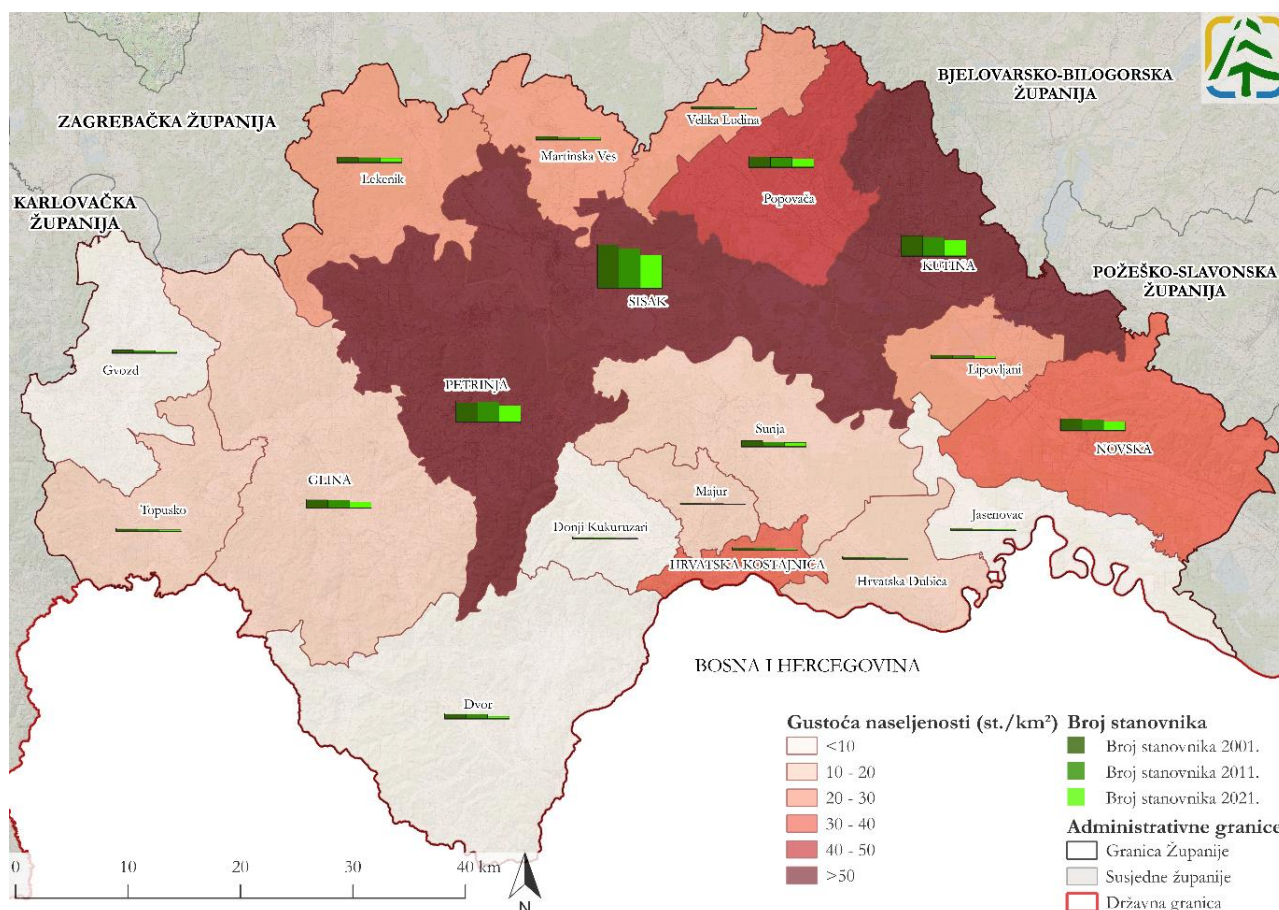 BJELOVARSKO-BILOGORSKA
ŽUPANIJA
ZAGREBAČKA ŽUPANIJA
Velika Ludina
Martinska Ves
Lekenik
Popovača
KARLOVAČKA
ŽUPANIJA
KUTINA
POŽEŠKO-SLAVONSKA
ŽUPANIJA
SISAK
Gvozd
Lipovljani
PETRINJA
Sunja
NOVSKA
GLINA
Majur
Topusko
Jasenovac
Donji Kukuruzari
HRVATSKA KOSTAJNICA
Hrvatska Dubica
BOSNA I HERCEGOVINA
Dvor
Gustoća naseljenosti (st./km²)
<10
10 - 20
20 - 30
30 - 40
40 - 50
>50
Broj stanovnika
Broj stanovnika 2001.
Broj stanovnika 2011.
Broj stanovnika 2021.
Administrativne granice
Granica Županije
Susjedne županije
Državna granica
0 10 20 30 40 km
N